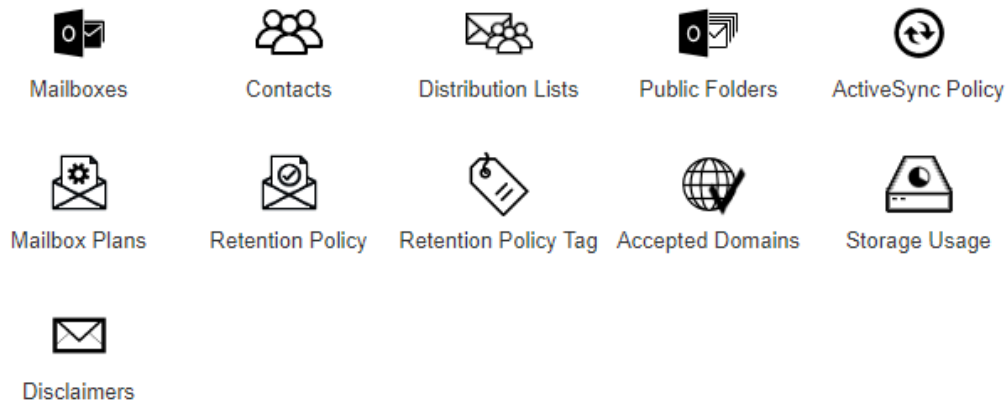 Mailboxes
Contacts
Distribution Lists
Public Folders
ActiveSync Policy
Mailbox Plans
Retention Policy
Retention Policy Tag
Accepted Domains
Storage Usage
Disclaimers